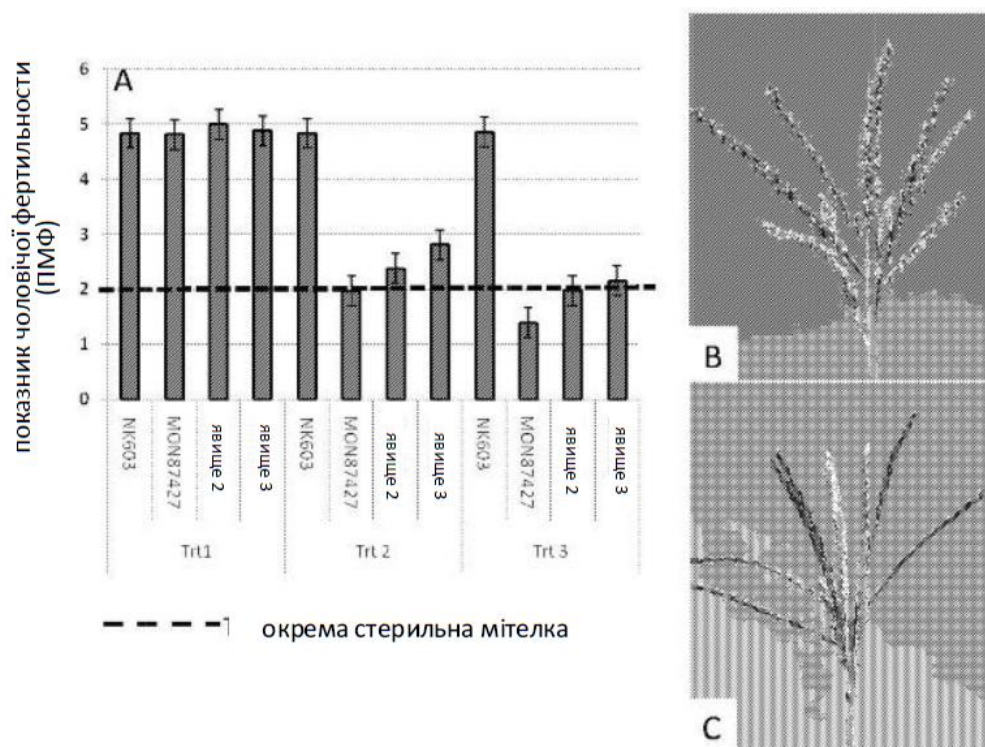 показник чоловічої фертильности
(ПМФ)
A
6
5
4
3
2
1
0
NK603
MON87427
явище 2
явище 3
NK603
MON87427
явище 2
явище 3
NK603
MON87427
явище 2
явище 3
Trt1
Trt 2
Trt 3
окрема стерильна мітелка
B
C